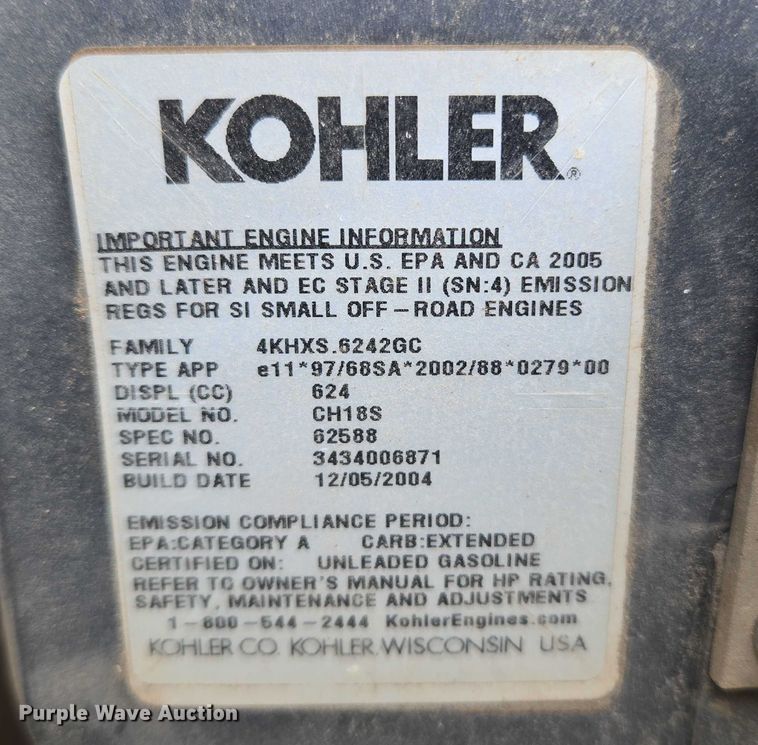 KOHLER®
IMPORTANT ENGINE INFORMATION
THIS ENGINE MEETS U.S. EPA AND CA 2005
AND LATER AND EC STAGE II (SN:4) EMISSION
REGS FOR SI SMALL OFF-ROAD ENGINES
FAMILY 4KHXS.6242GC
TYPE APP e11*97/68SA*2002/88*0279*00
DISPL (CC) 624
MODEL NO. CH18S
SPEC NO. 62588
SERIAL NO. 3434006871
BUILD DATE 12/05/2004
EMISSION COMPLIANCE PERIOD:
EPA:CATEGORY A CARB:EXTENDED
CERTIFIED ON: UNLEADED GASOLINE
REFER TO OWNER'S MANUAL FOR HP RATING,
SAFETY, MAINTENANCE AND ADJUSTMENTS
1-800-544-2444 KohlerEngines.com
KOHLER CO. KOHLER, WISCONSIN USA
Purple Wave Auction